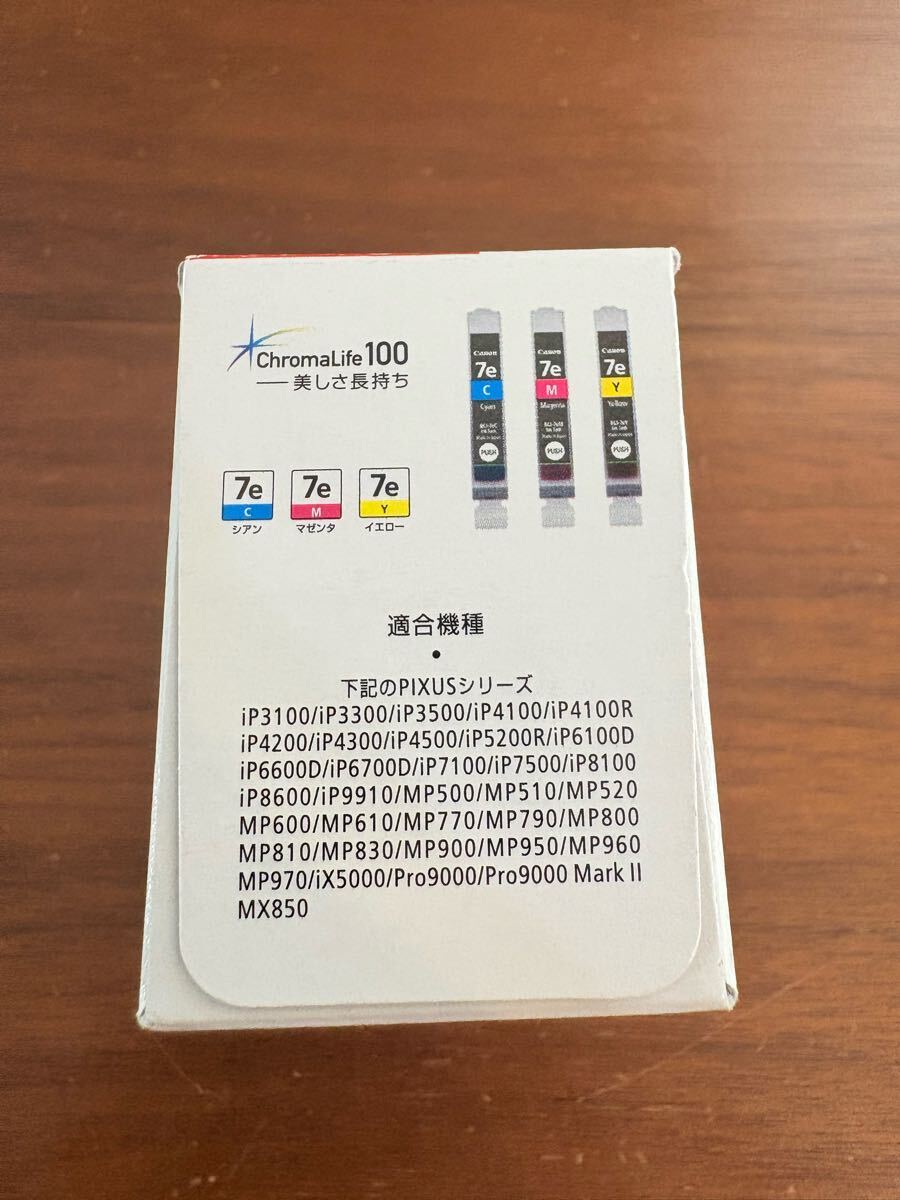 ChromaLife100
美しさ長持ち
Canon
7e
C
Cyan
PUSH
Canon
7e
M
Magenta
PUSH
Canon
7e
Y
Yellow
PUSH
7e
C
シアン
7e
M
マゼンタ
7e
Y
イエロー
適合機種
下記のPIXUSシリーズ
iP3100/iP3300/iP3500/iP4100/iP4100R
iP4200/iP4300/iP4500/iP5200R/iP6100D
iP6600D/iP6700D/iP7100/iP7500/iP8100
iP8600/iP9910/MP500/MP510/MP520
MP600/MP610/MP770/MP790/MP800
MP810/MP830/MP900/MP950/MP960
MP970/iX5000/Pro9000/Pro9000 Mark II
MX850